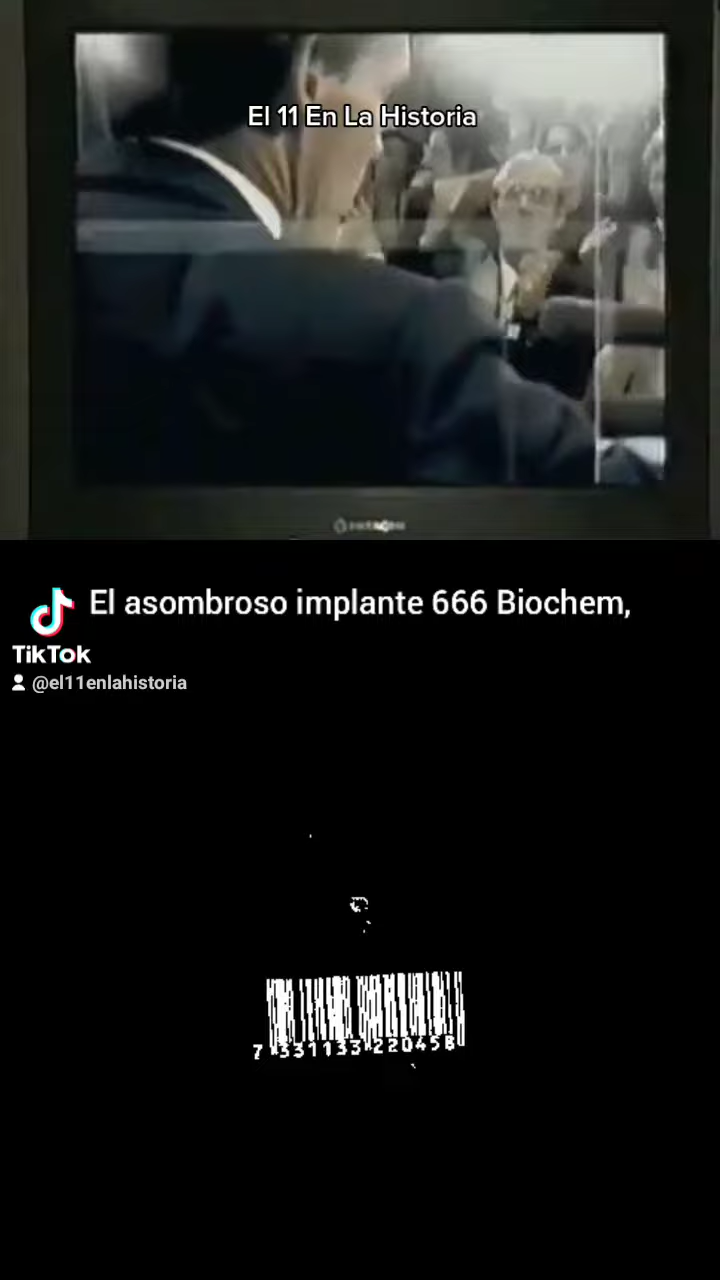 El 11 En La Historia
El asombroso implante 666 Biochem,
TikTok
@el11enlahistoria
7 331133 220458